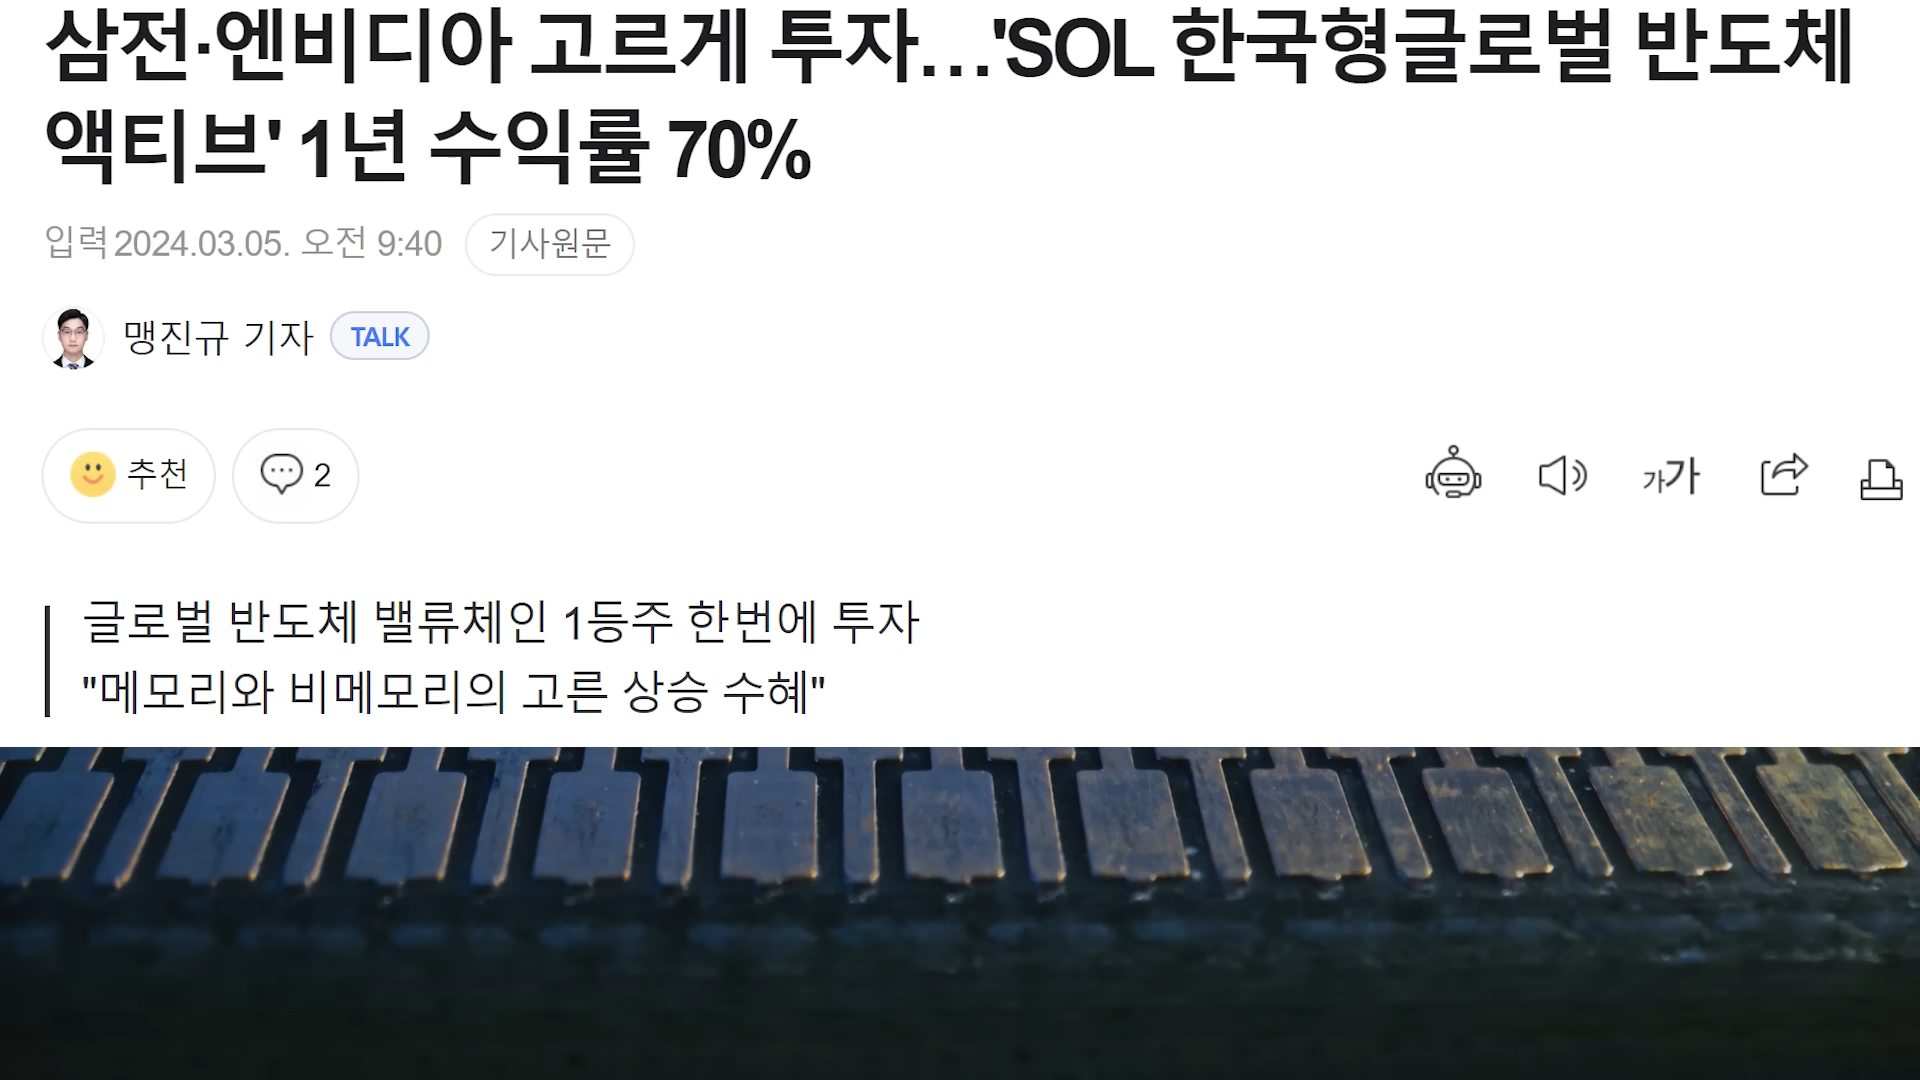 삼전·엔비디아 고르게 투자…'SOL 한국형글로벌 반도체
액티브' 1년 수익률 70%
입력 2024.03.05. 오전 9:40 기사원문
맹진규 기자 TALK
추천 2
가가
글로벌 반도체 밸류체인 1등주 한번에 투자
"메모리와 비메모리의 고른 상승 수혜"